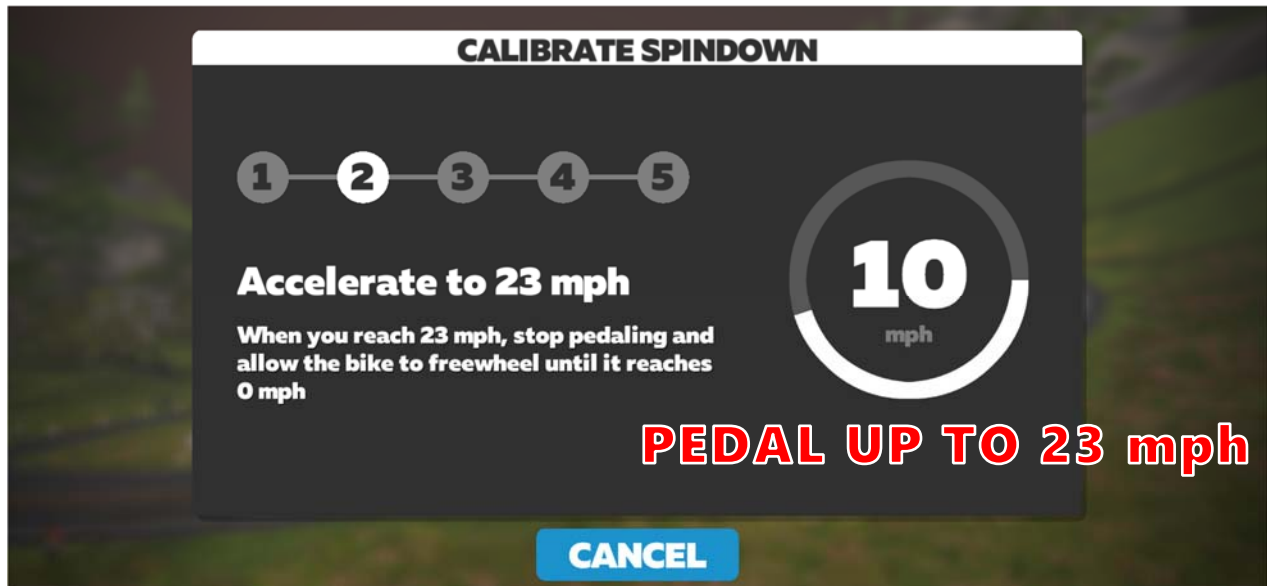 CALIBRATE SPINDOWN
1 2 3 4 5
Accelerate to 23 mph
When you reach 23 mph, stop pedaling and
allow the bike to freewheel until it reaches
0 mph
10
mph
PEDAL UP TO 23 mph
CANCEL